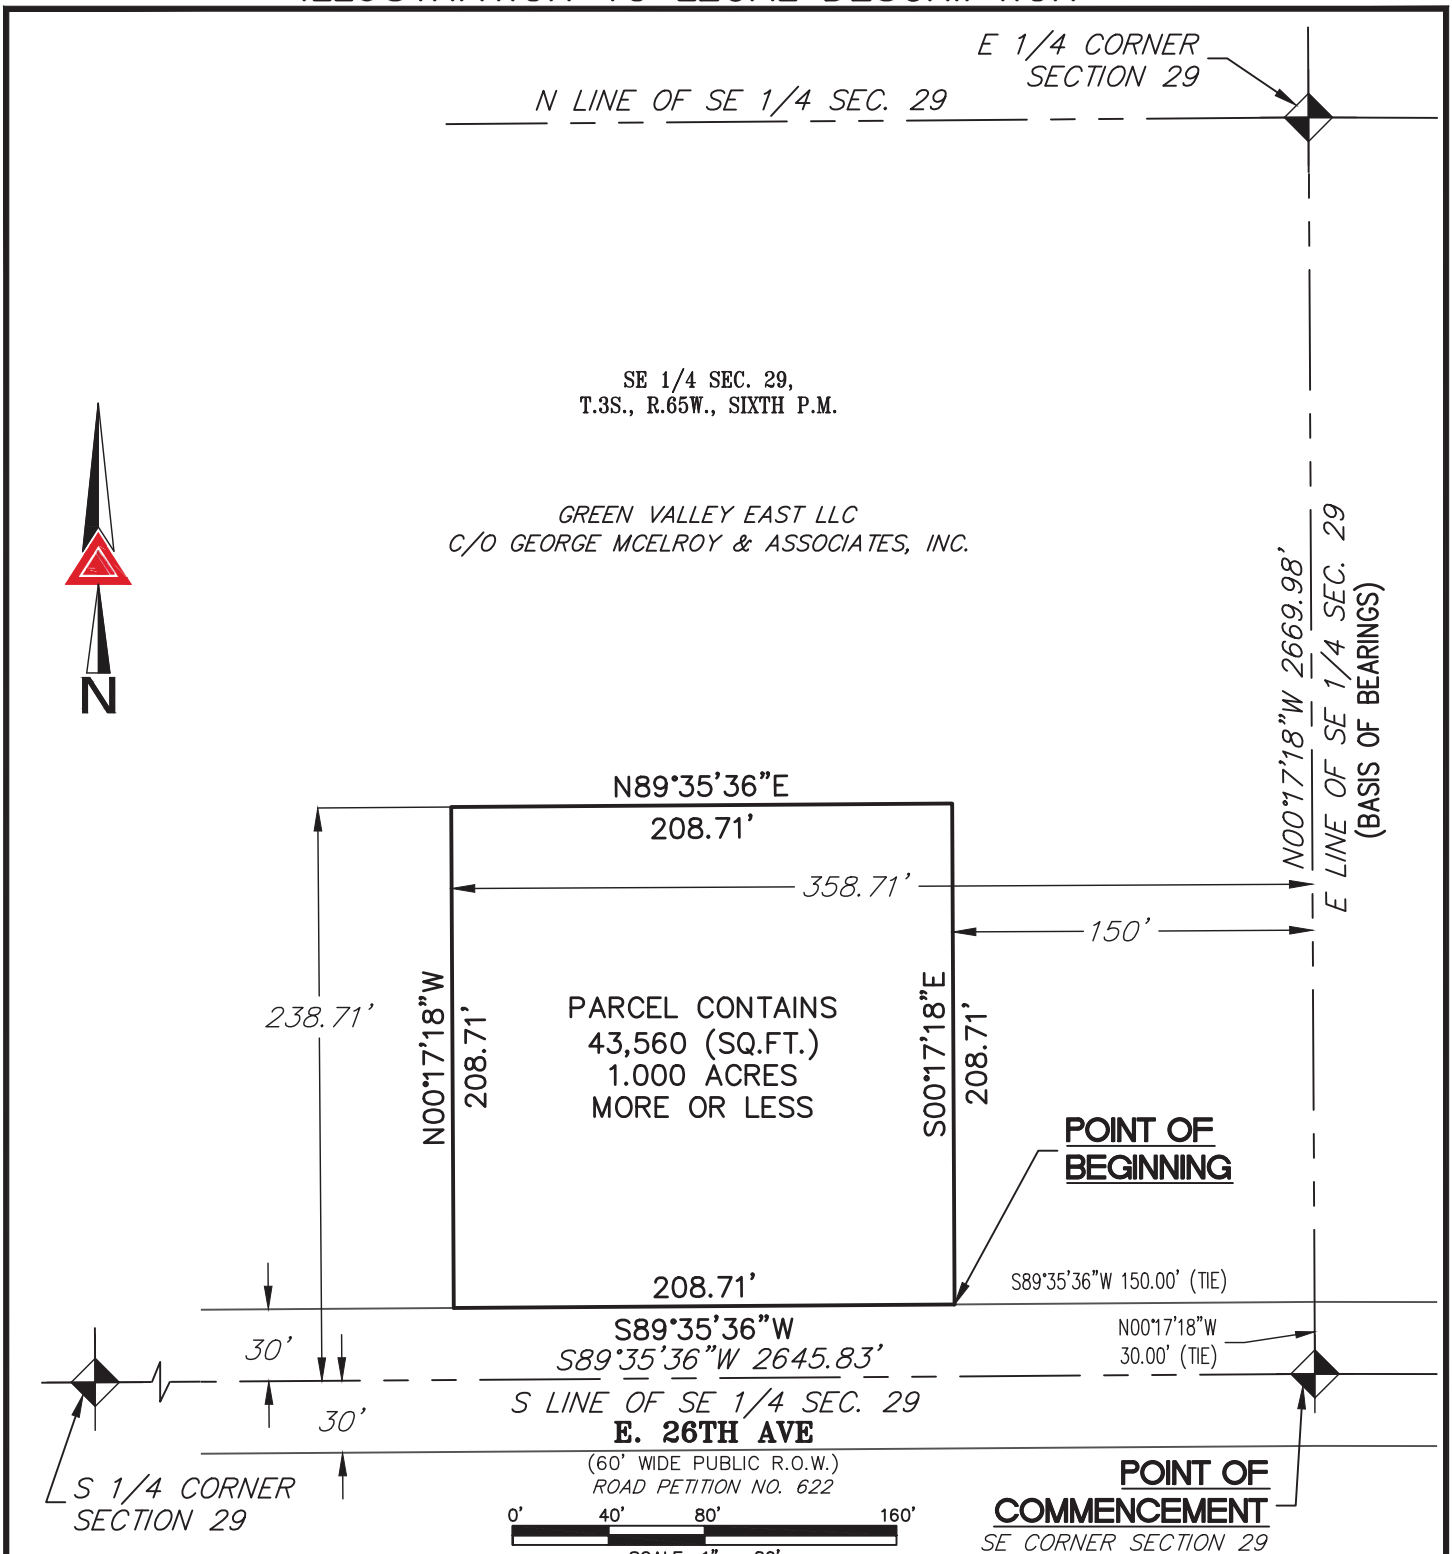 E 1/4 CORNER
SECTION 29
N LINE OF SE 1/4 SEC. 29
SE 1/4 SEC. 29,
T.3S., R.65W., SIXTH P.M.
GREEN VALLEY EAST LLC
C/O GEORGE MCELROY & ASSOCIATES, INC.
N
N00°17'18"W 2669.98'
E LINE OF SE 1/4 SEC. 29
(BASIS OF BEARINGS)
N89°35'36"E
208.71'
358.71'
150'
238.71'
N00°17'18"W
208.71'
PARCEL CONTAINS
43,560 (SQ.FT.)
1.000 ACRES
MORE OR LESS
S00°17'18"E
208.71'
POINT OF
BEGINNING
208.71'
S89°35'36"W
S89°35'36"W 150.00' (TIE)
N00°17'18"W
30.00' (TIE)
30'
S89°35'36"W 2645.83'
S LINE OF SE 1/4 SEC. 29
30'
E. 26TH AVE
(60' WIDE PUBLIC R.O.W.)
ROAD PETITION NO. 622
S 1/4 CORNER
SECTION 29
0' 40' 80' 160'
POINT OF
COMMENCEMENT
SE CORNER SECTION 29